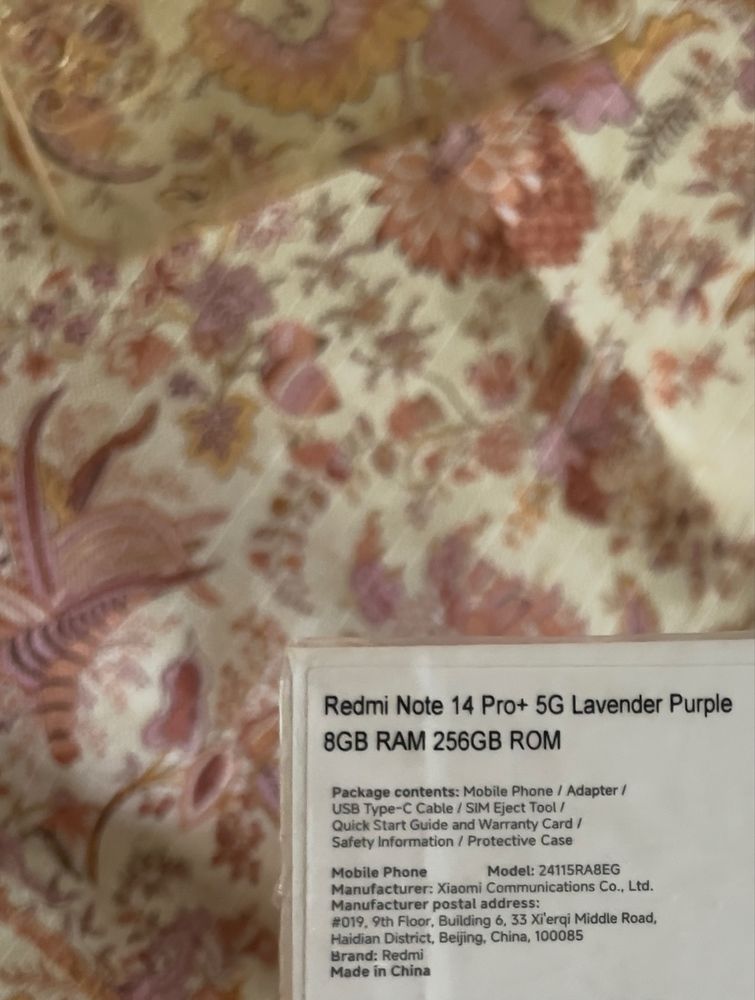 Redmi Note 14 Pro+ 5G Lavender Purple
8GB RAM 256GB ROM
Package contents: Mobile Phone / Adapter /
USB Type-C Cable / SIM Eject Tool /
Quick Start Guide and Warranty Card /
Safety Information / Protective Case
Mobile Phone Model: 24115RA8EG
Manufacturer: Xiaomi Communications Co., Ltd.
Manufacturer postal address:
#019, 9th Floor, Building 6, 33 Xi'erqi Middle Road,
Haidian District, Beijing, China, 100085
Brand: Redmi
Made in China